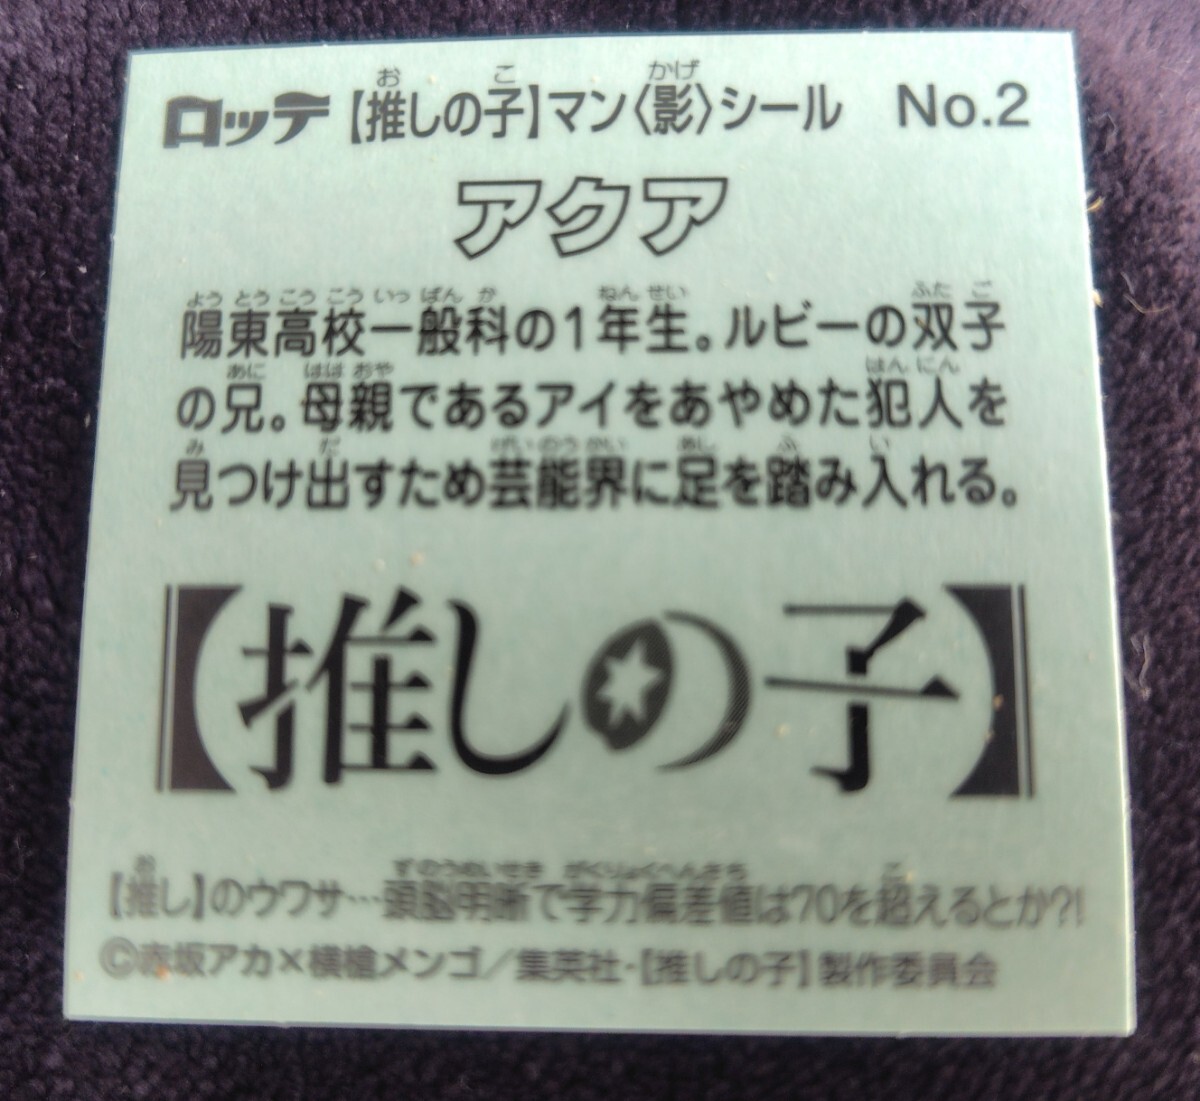 ロッテ 【推しの子】マン〈影〉シール No.2
アクア
陽東高校一般科の1年生。ルビーの双子
の兄。母親であるアイをあやめた犯人を
見つけ出すため芸能界に足を踏み入れる。
【推しの子】
【推し】のウワサ…頭脳明晰で学力偏差値は70を超えるとか?!
©赤坂アカ×横槍メンゴ/集英社・【推しの子】製作委員会